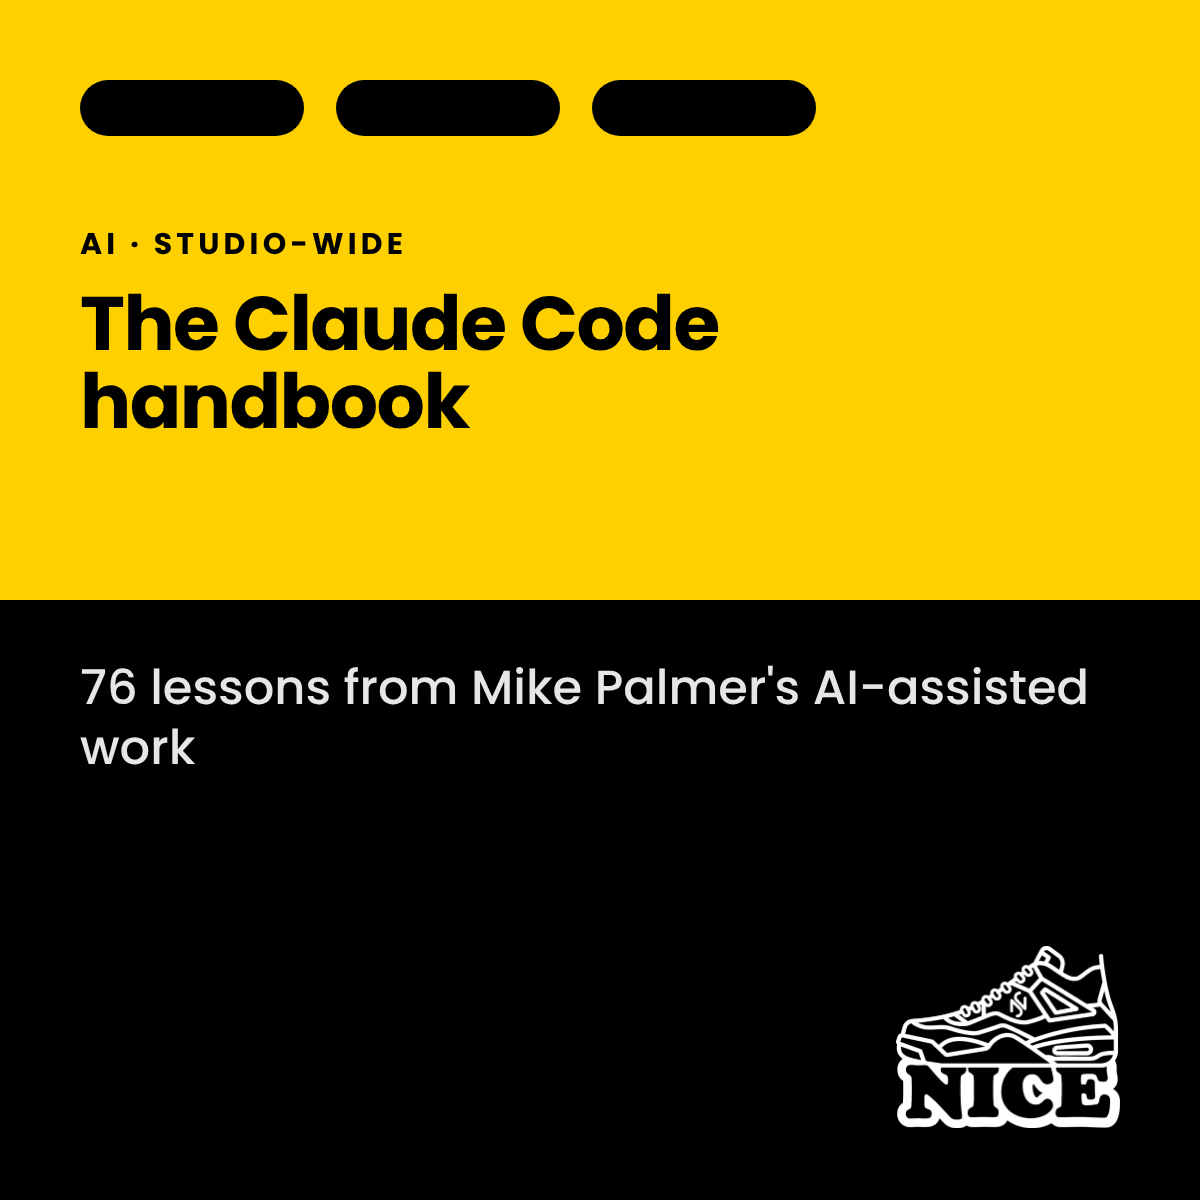 AI · STUDIO-WIDE
The Claude Code
handbook
76 lessons from Mike Palmer's AI-assisted
work
NICE